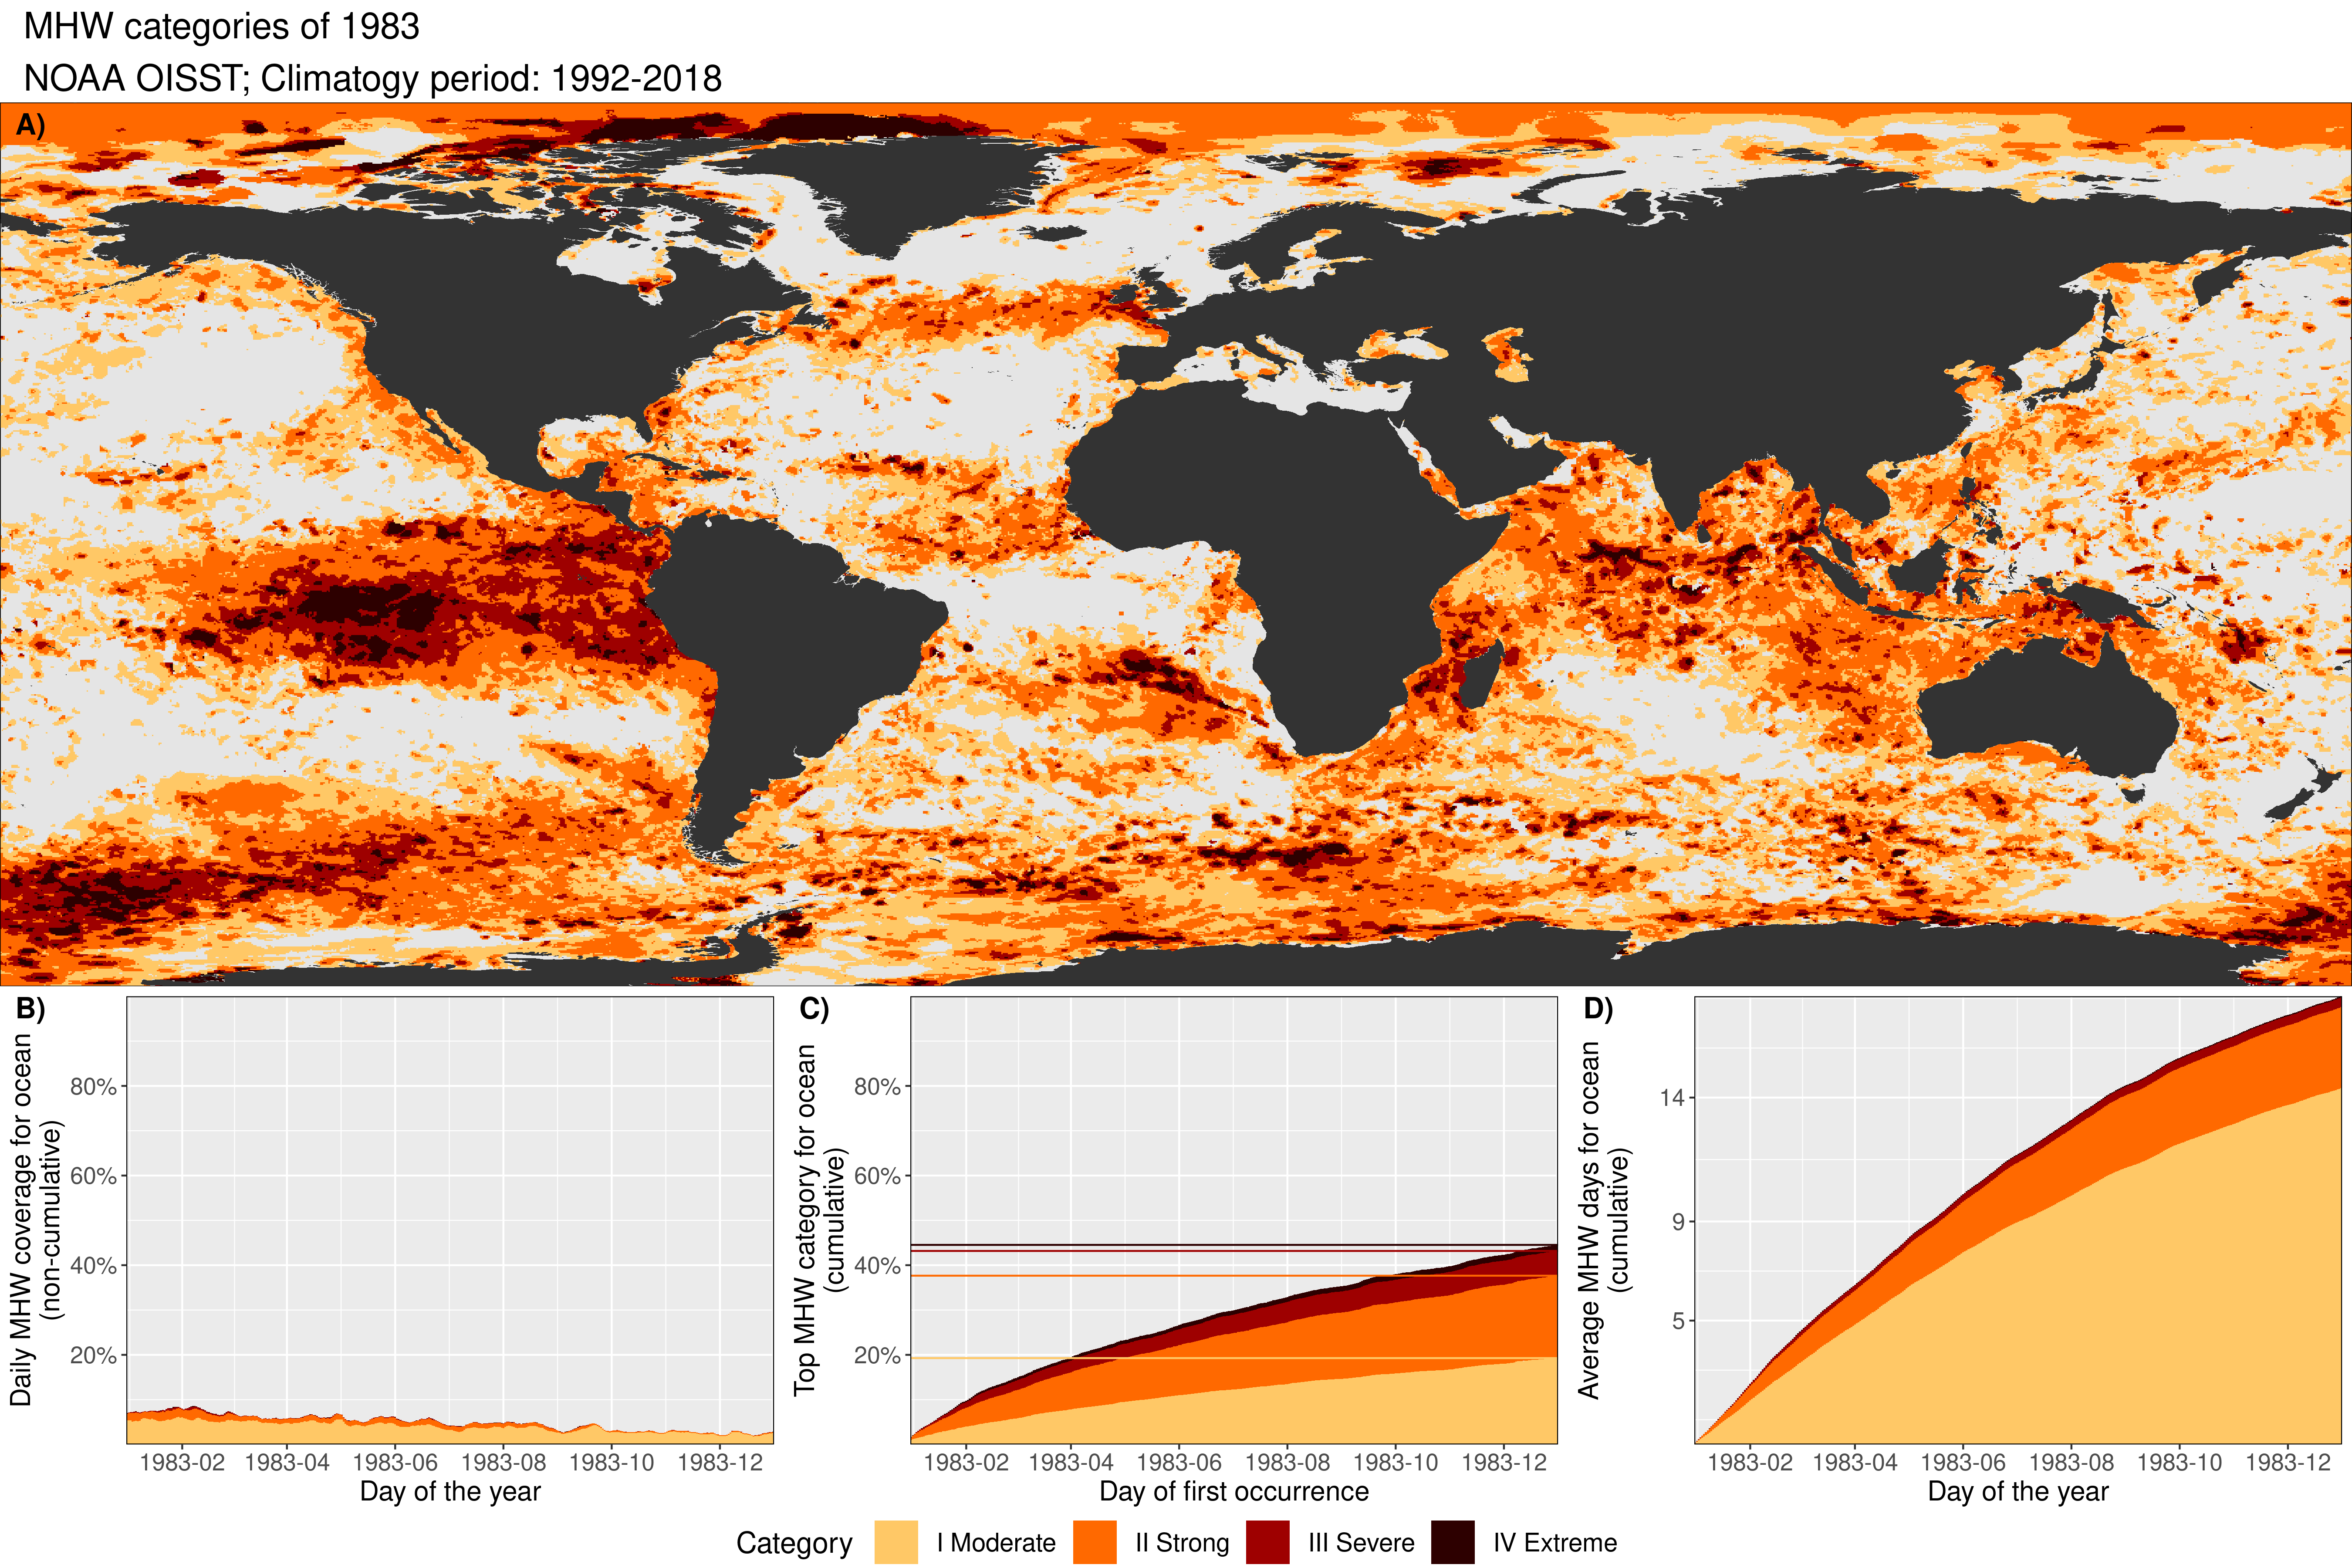 MHW categories of 1983
NOAA OISST; Climatogy period: 1992-2018
A)
B)
Daily MHW coverage for ocean
(non-cumulative)
80%
60%
40%
20%
1983-02 1983-04 1983-06 1983-08 1983-10 1983-12
Day of the year
C)
Top MHW category for ocean
(cumulative)
80%
60%
40%
20%
1983-02 1983-04 1983-06 1983-08 1983-10 1983-12
Day of first occurrence
D)
Average MHW days for ocean
(cumulative)
14
9
5
1983-02 1983-04 1983-06 1983-08 1983-10 1983-12
Day of the year
Category I Moderate II Strong III Severe IV Extreme